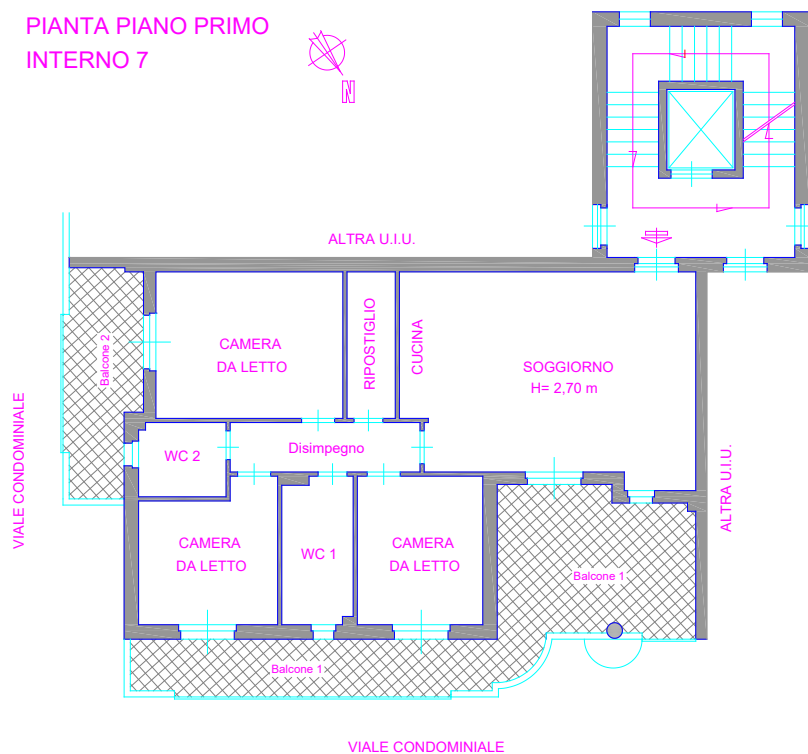 PIANTA PIANO PRIMO
INTERNO 7
N
ALTRA U.I.U.
CAMERA
DA LETTO
RIPOSTIGLIO
CUCINA
SOGGIORNO
H= 2,70 m
Balcone 2
VIALE CONDOMINIALE
WC 2
Disimpegno
ALTRA U.I.U.
CAMERA
DA LETTO
WC 1
CAMERA
DA LETTO
Balcone 1
Balcone 1
VIALE CONDOMINIALE